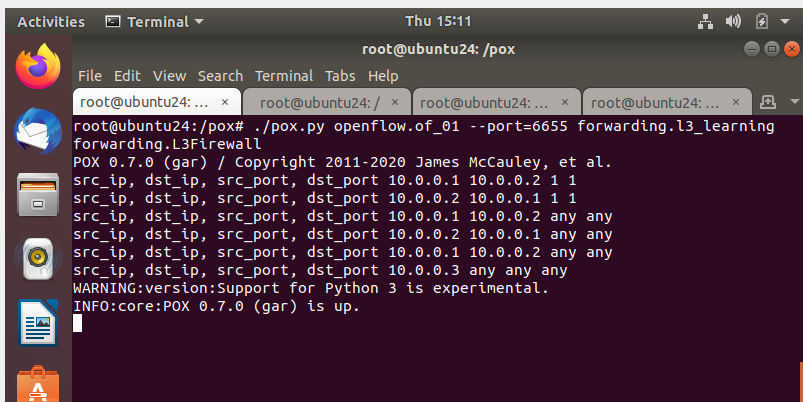 Activities Terminal Thu 15:11
root@ubuntu24: /pox
File Edit View Search Terminal Tabs Help
root@ubuntu24: ... × root@ubuntu24: / × root@ubuntu24: ... × root@ubuntu24: ... ×
root@ubuntu24:/pox# ./pox.py openflow.of_01 --port=6655 forwarding.l3_learning
forwarding.L3Firewall
POX 0.7.0 (gar) / Copyright 2011-2020 James McCauley, et al.
src_ip, dst_ip, src_port, dst_port 10.0.0.1 10.0.0.2 1 1
src_ip, dst_ip, src_port, dst_port 10.0.0.2 10.0.0.1 1 1
src_ip, dst_ip, src_port, dst_port 10.0.0.1 10.0.0.2 any any
src_ip, dst_ip, src_port, dst_port 10.0.0.2 10.0.0.1 any any
src_ip, dst_ip, src_port, dst_port 10.0.0.1 10.0.0.2 any any
src_ip, dst_ip, src_port, dst_port 10.0.0.3 any any any
WARNING:version:Support for Python 3 is experimental.
INFO:core:POX 0.7.0 (gar) is up.